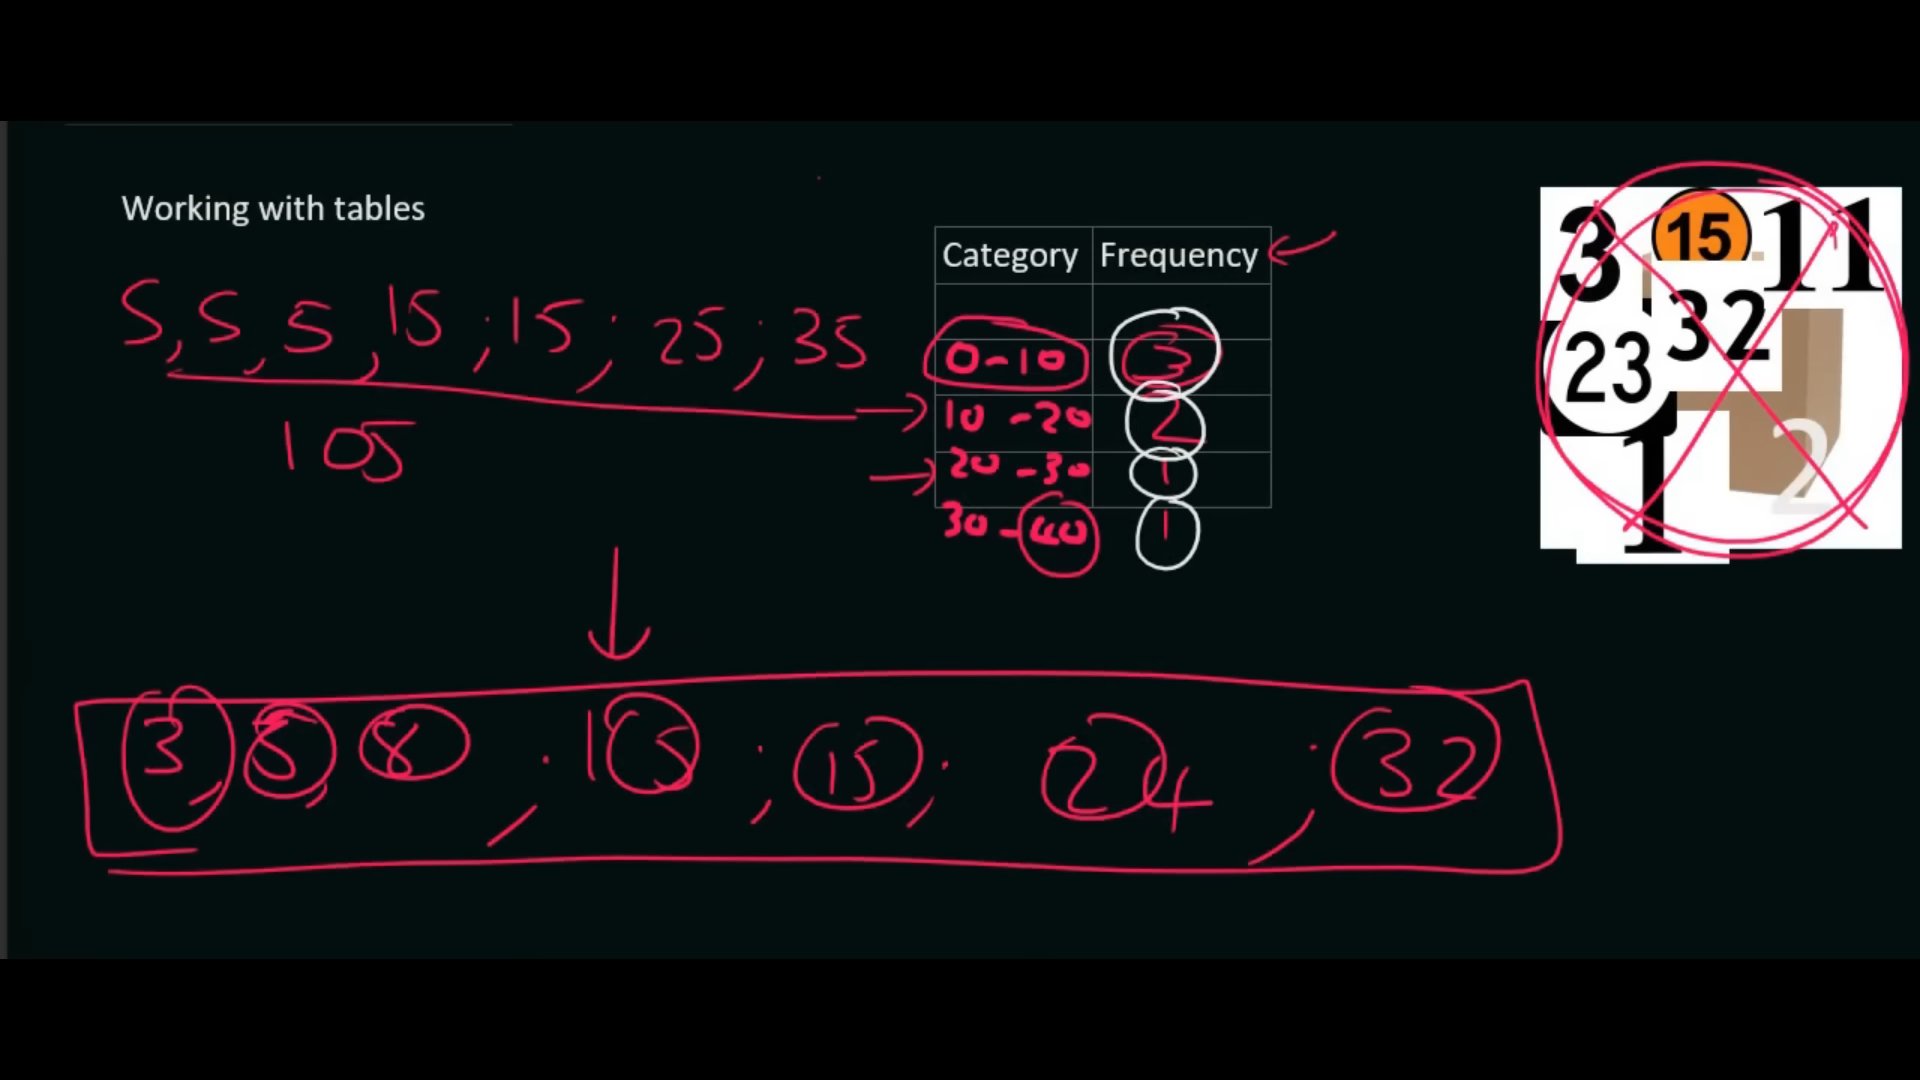 Working with tables
5, 5, 5, 15; 15; 25; 35
105
Category Frequency
0-10 3
10-20 2
20-30 1
30-40 1
3 15 11
32
23
1 2
3, 8, 8, 15; 15; 24; 32